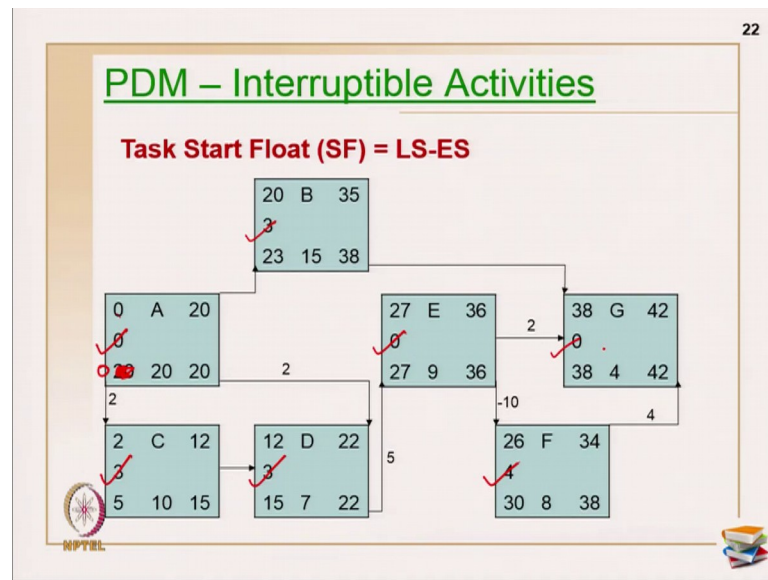 22
PDM – Interruptible Activities
Task Start Float (SF) = LS-ES
20 B 35
3
23 15 38
0 A 20
0
0 20 20
2
2
27 E 36
0
27 9 36
2
38 G 42
0
38 4 42
2 C 12
3
5 10 15
12 D 22
3
15 7 22
5
-10
26 F 34
4
30 8 38
4
NPTEL